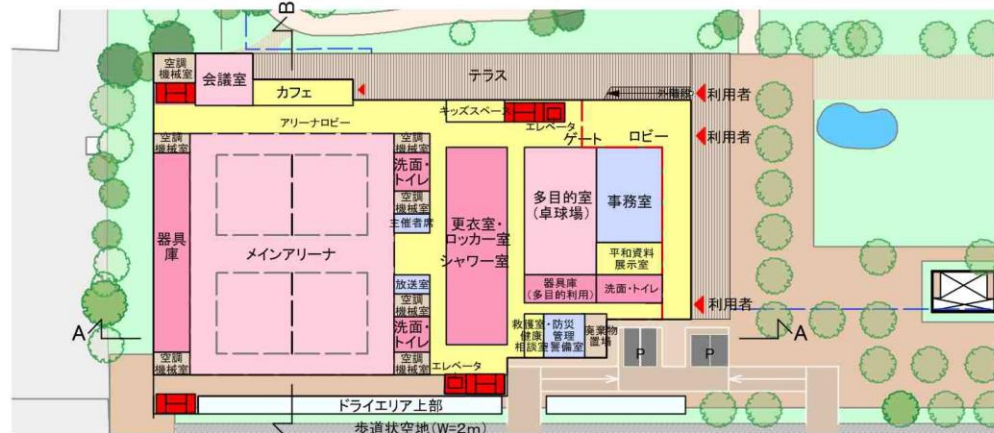 B
空調
機械室
会議室
テラス
カフェ
外階段
利用者
キッズスペース
エレベータ
アリーナロビー
ゲート
ロビー
利用者
空調
機械室
空調
機械室
洗面・
トイレ
空調
機械室
主催者席
多目的室
(卓球場)
事務室
更衣室・
ロッカー室
シャワー室
器具
庫
メインアリーナ
平和資料
展示室
放送室
器具庫
(多目的利用)
洗面・トイレ
空調
機械室
利用者
A
洗面・
トイレ
救護室・
健康
相談室
防災
管理
警備室
廃棄物
置場
A
P
P
空調
機械室
空調
機械室
エレベータ
ドライエリア上部
歩道状空地(W=2m)
B